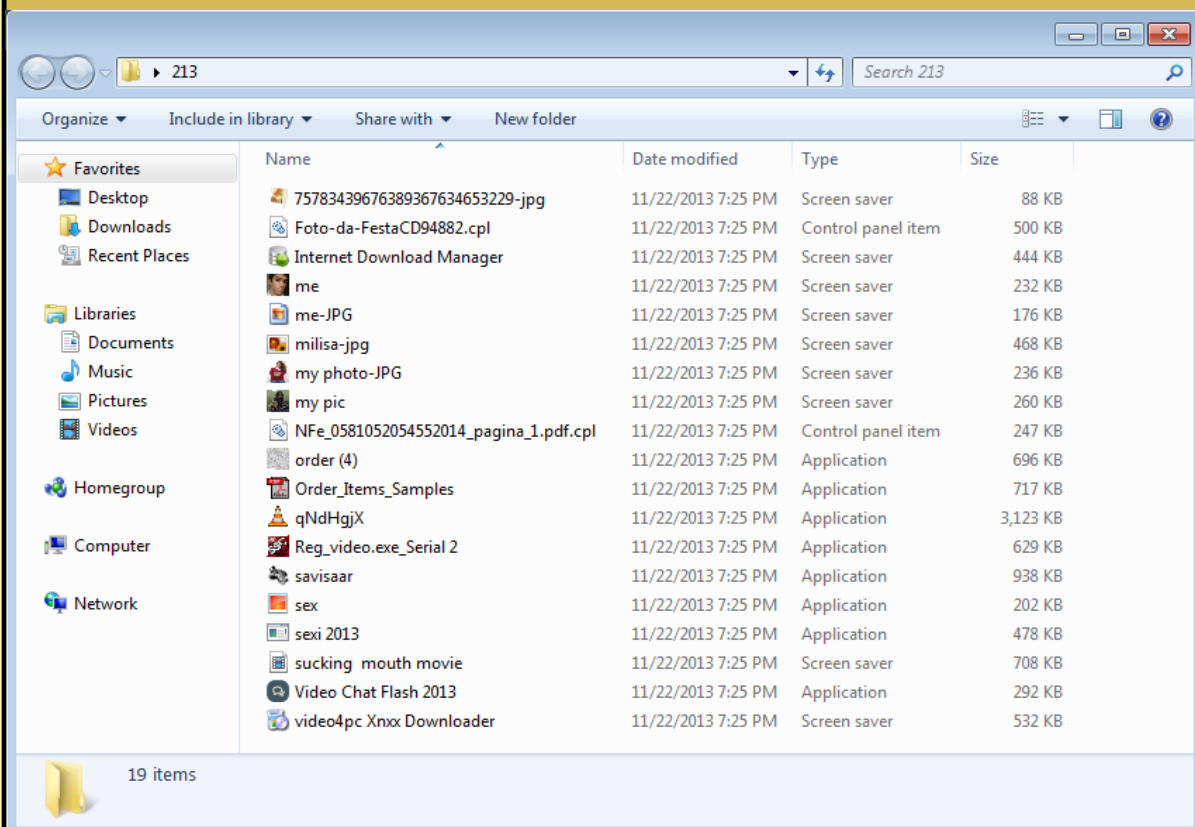 213
Search 213
Organize Include in library Share with New folder
Favorites
Desktop
Downloads
Recent Places
Libraries
Documents
Music
Pictures
Videos
Homegroup
Computer
Network
Name Date modified Type Size
75783439676389367634653229-jpg 11/22/2013 7:25 PM Screen saver 88 KB
Foto-da-FestaCD94882.cpl 11/22/2013 7:25 PM Control panel item 500 KB
Internet Download Manager 11/22/2013 7:25 PM Screen saver 444 KB
me 11/22/2013 7:25 PM Screen saver 232 KB
me-JPG 11/22/2013 7:25 PM Screen saver 176 KB
milisa-jpg 11/22/2013 7:25 PM Screen saver 468 KB
my photo-JPG 11/22/2013 7:25 PM Screen saver 236 KB
my pic 11/22/2013 7:25 PM Screen saver 260 KB
NFe_0581052054552014_pagina_1.pdf.cpl 11/22/2013 7:25 PM Control panel item 247 KB
order (4) 11/22/2013 7:25 PM Application 696 KB
Order_Items_Samples 11/22/2013 7:25 PM Application 717 KB
qNdHgjX 11/22/2013 7:25 PM Application 3,123 KB
Reg_video.exe_Serial 2 11/22/2013 7:25 PM Application 629 KB
savisaar 11/22/2013 7:25 PM Application 938 KB
sex 11/22/2013 7:25 PM Application 202 KB
sexi 2013 11/22/2013 7:25 PM Application 478 KB
sucking mouth movie 11/22/2013 7:25 PM Screen saver 708 KB
Video Chat Flash 2013 11/22/2013 7:25 PM Application 292 KB
video4pc Xnxx Downloader 11/22/2013 7:25 PM Screen saver 532 KB
19 items